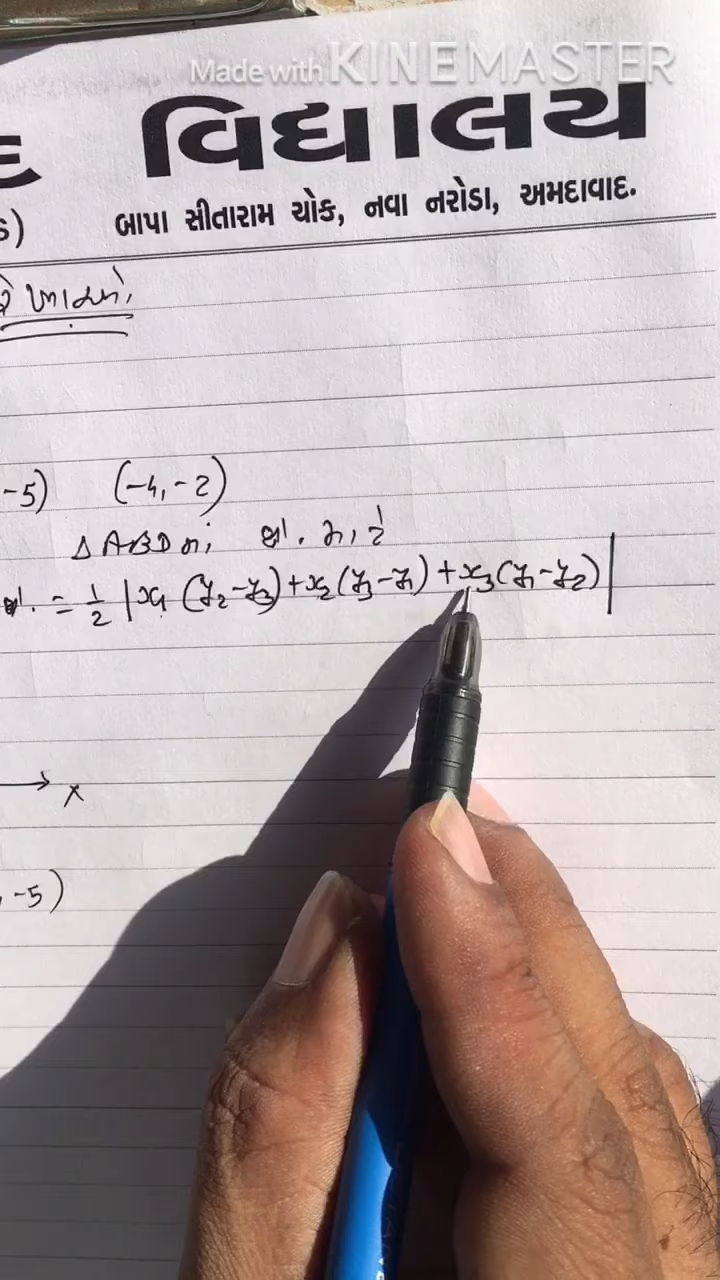 Made with KINEMASTER
વિદ્યાલય
બાપા સીતારામ ચોક, નવા નરોડા, અમદાવાદ.
-5) (-4, -2)
Δ ABD નાં ક્ષે. માટે
ક્ષે. = 1/2 |x₁ (y₂-y₃) + x₂ (y₃-y₁) + x₃ (y₁-y₂)|
x
, -5)